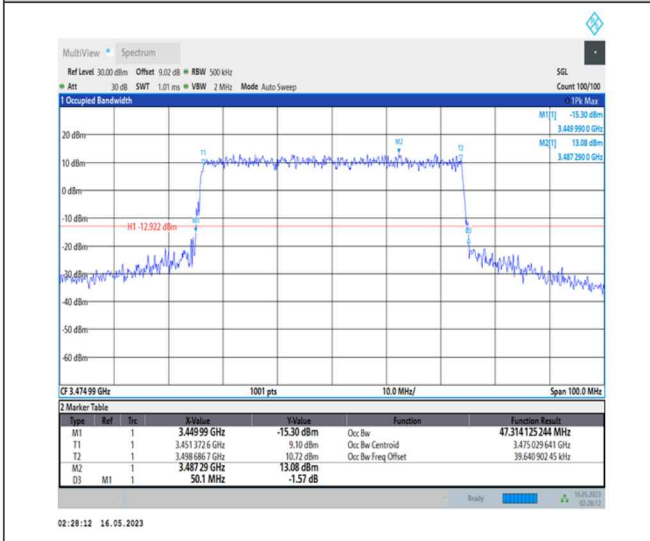 MultiView Spectrum
Ref Level 30.00 dBm Offset 9.02 dB RBW 500 kHz SGL
Att 30 dB SWT 1.01 ms VBW 2 MHz Mode Auto Sweep Count 100/100
1 Occupied Bandwidth 1Pk Max
M1[1] -15.30 dBm
3.449 990 0 GHz
M2[1] 13.08 dBm
3.487 290 0 GHz
20 dBm
M2
T1 T2
10 dBm
0 dBm
-10 dBm
M1
H1 -12.922 dBm
D3
-30 dBm
-40 dBm
-50 dBm
-60 dBm
CF 3.474 99 GHz 1001 pts 10.0 MHz/ Span 100.0 MHz
2 Marker Table
Type Ref Trc X-Value Y-Value Function Function Result
M1 1 3.449 99 GHz -15.30 dBm Occ Bw 47.314 125 244 MHz
T1 1 3.451 372 6 GHz 9.10 dBm Occ Bw Centroid 3.475 029 641 GHz
T2 1 3.498 686 7 GHz 10.72 dBm Occ Bw Freq Offset 39.640 902 45 kHz
M2 1 3.487 29 GHz 13.08 dBm
D3 M1 1 50.1 MHz -1.57 dB
Ready 16.05.2023
02:28:12
02:28:12 16.05.2023